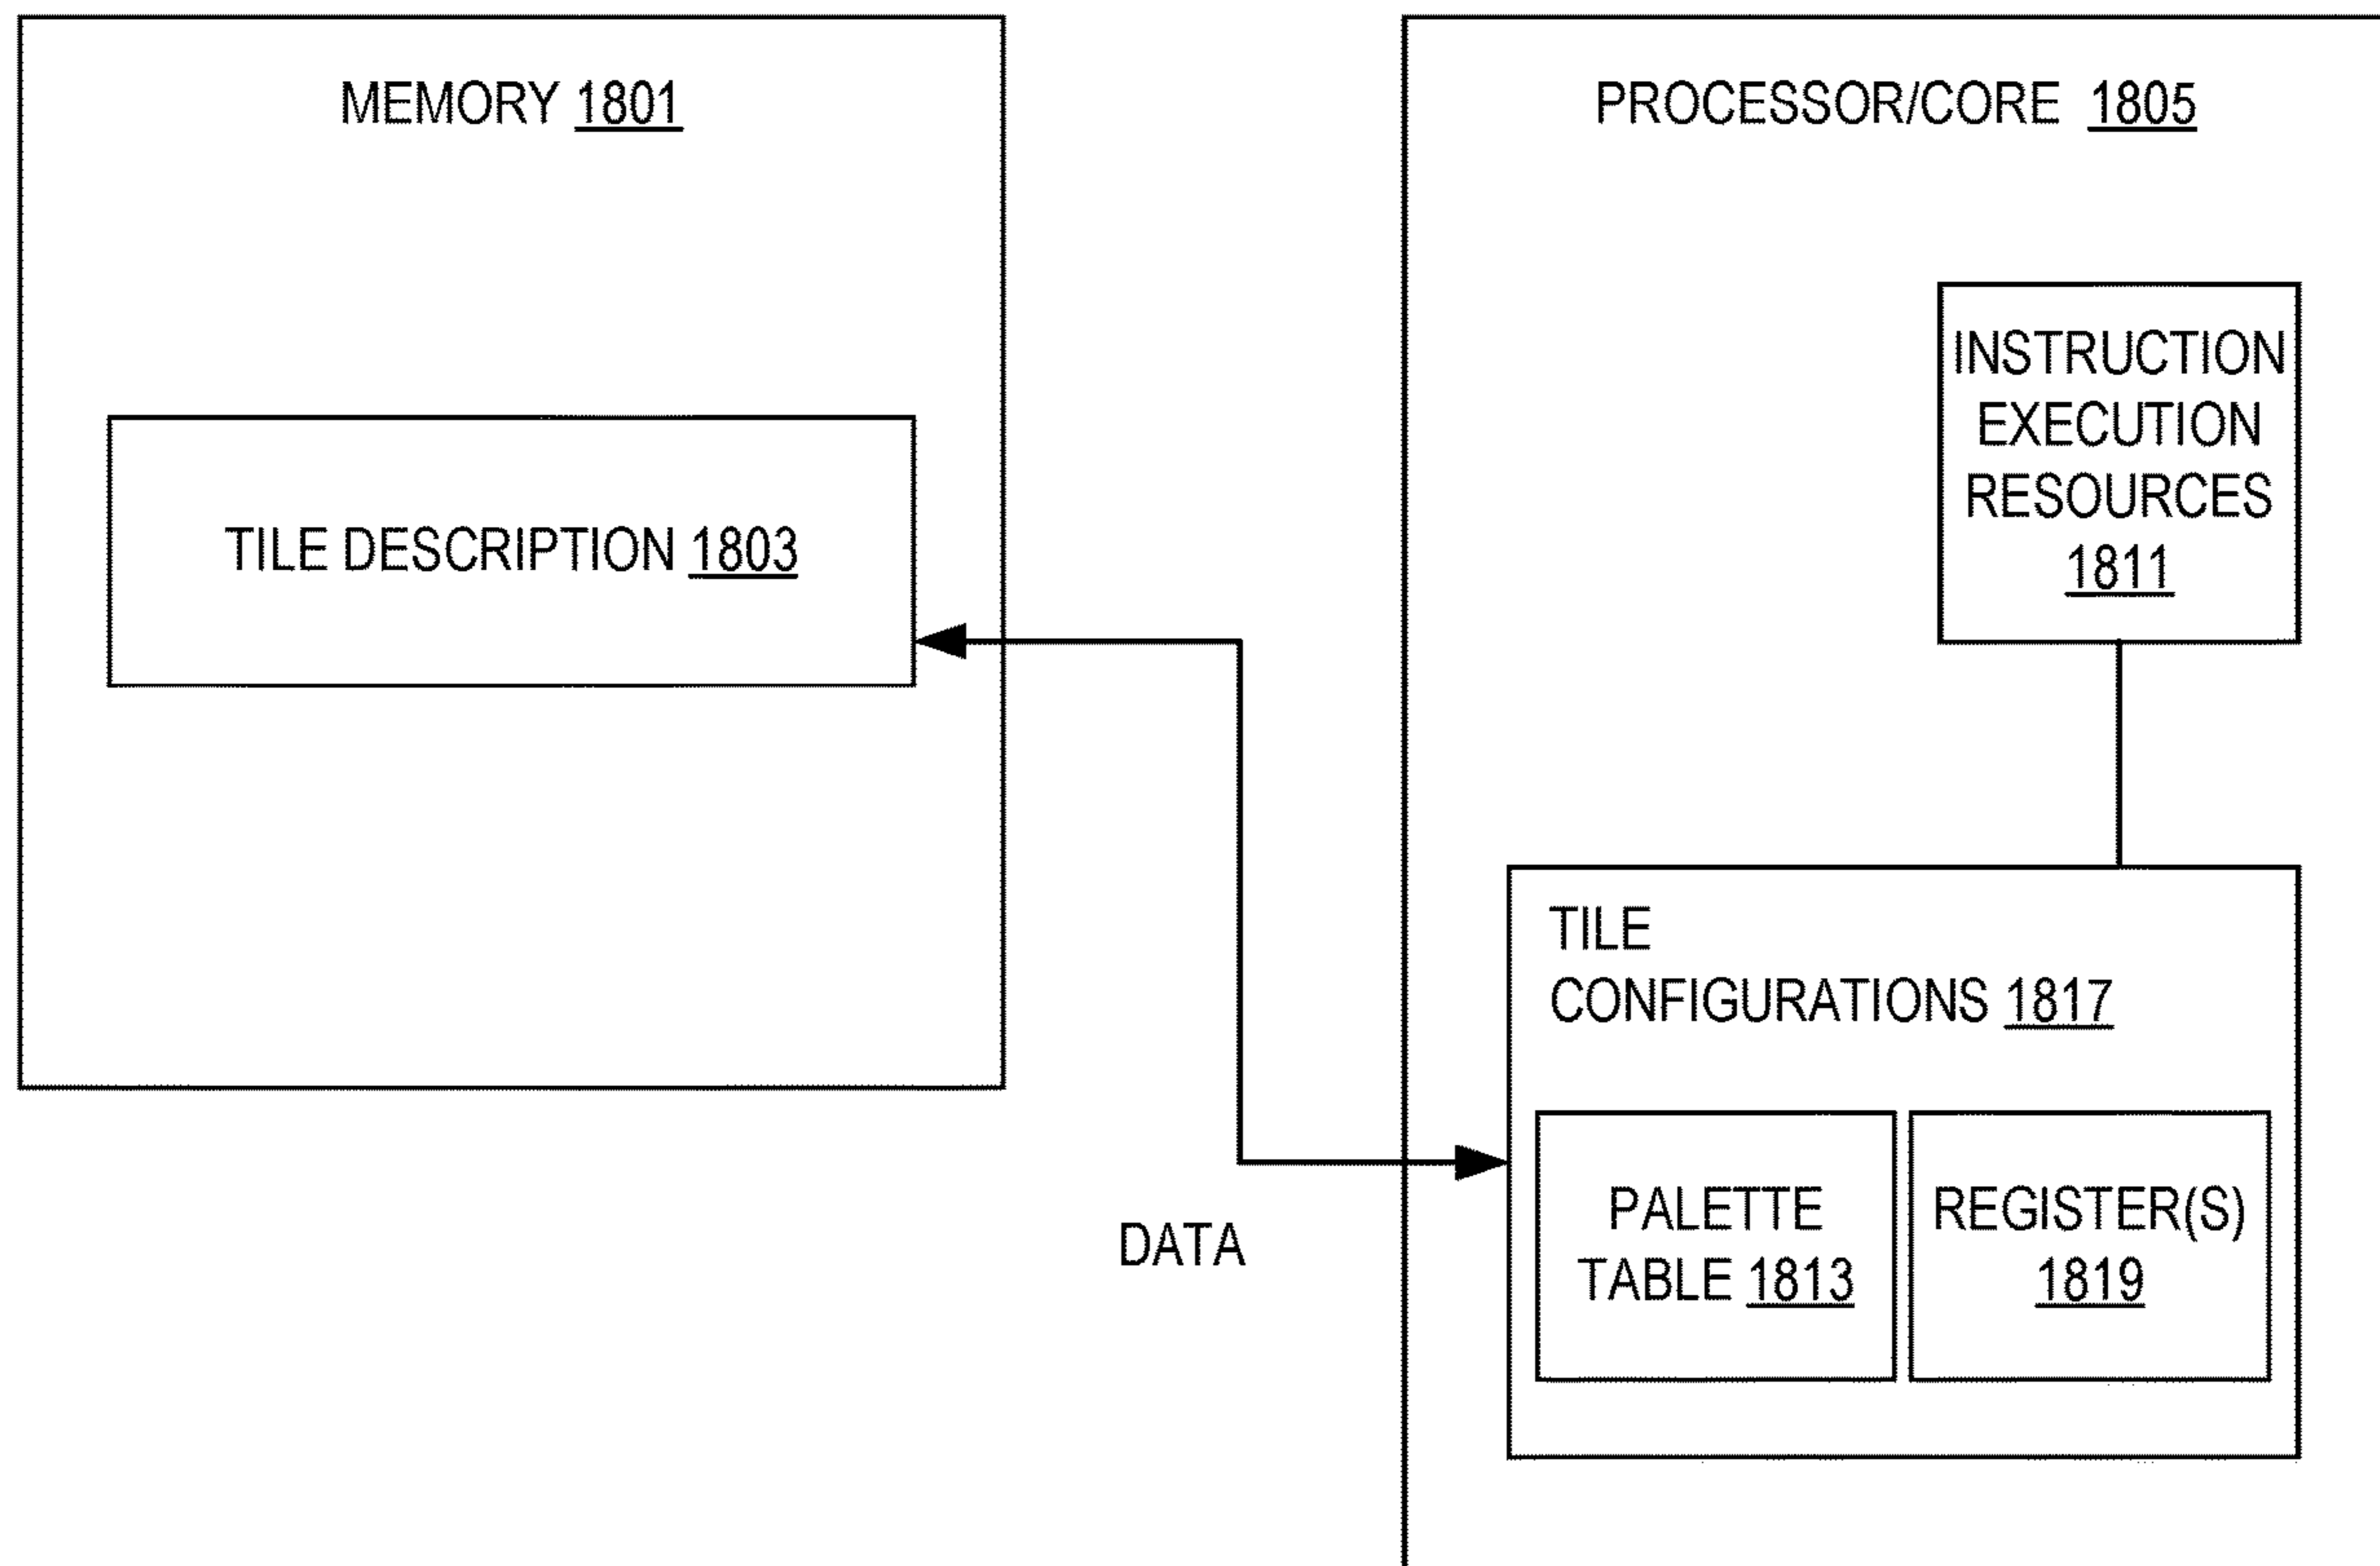 MEMORY 1801
TILE DESCRIPTION 1803
DATA
PROCESSOR/CORE 1805
INSTRUCTION
EXECUTION
RESOURCES
1811
TILE
CONFIGURATIONS 1817
PALETTE
TABLE 1813
REGISTER(S)
1819